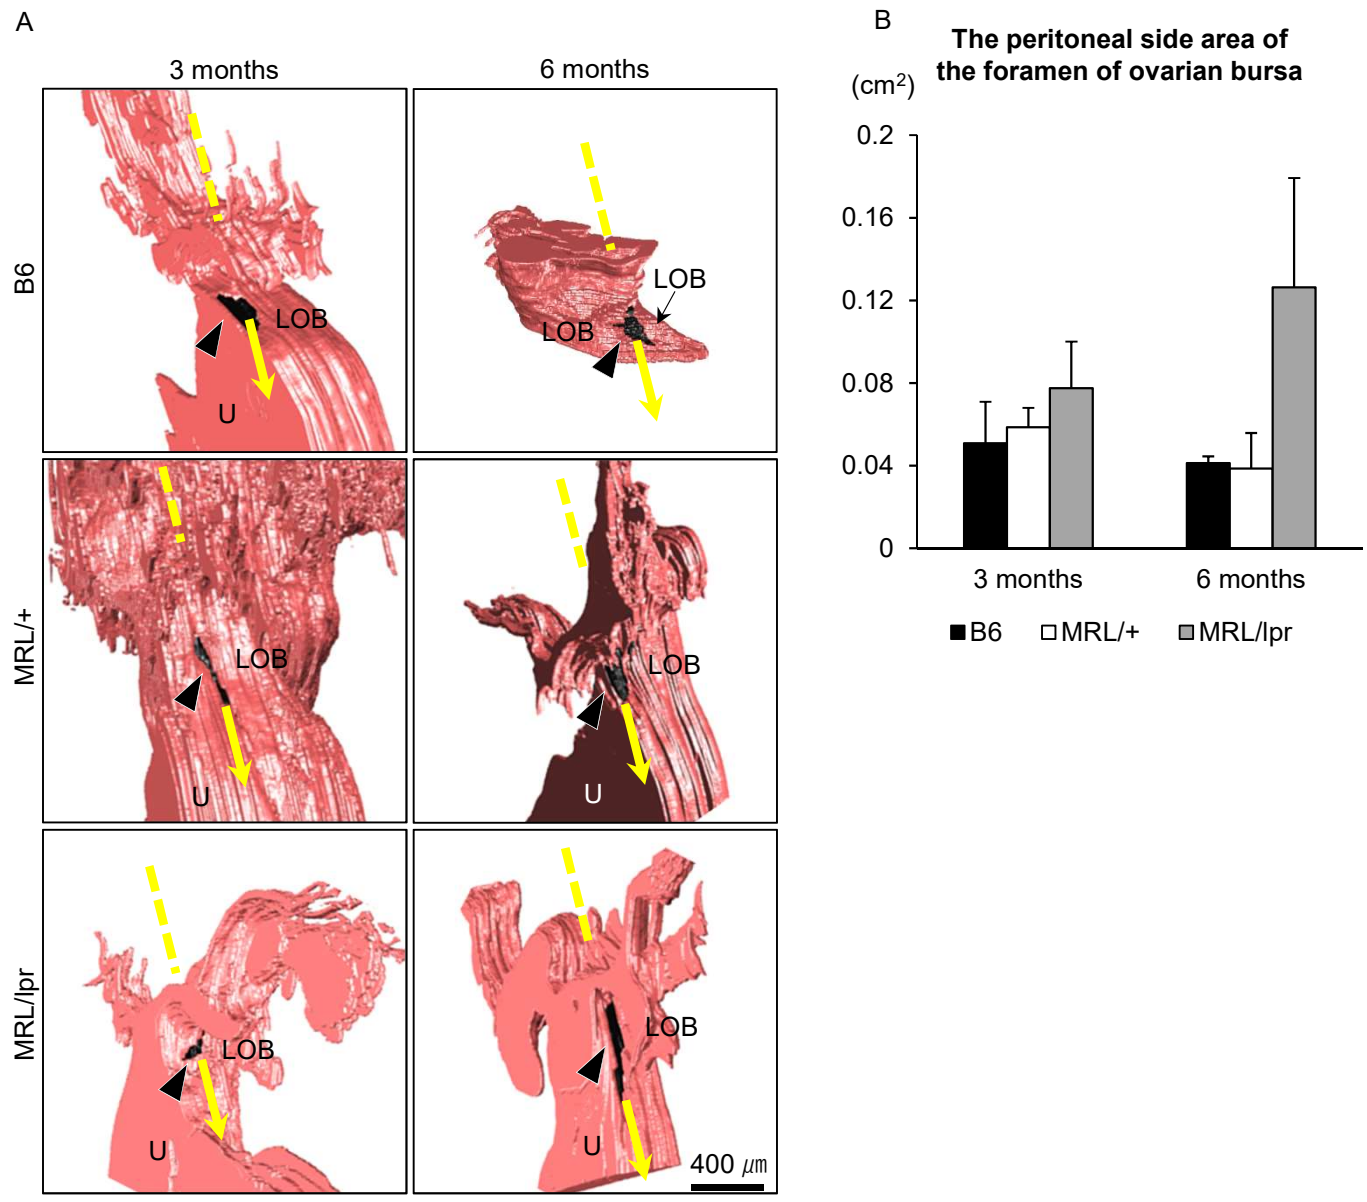 A
3 months
6 months
B6
LOB
U
LOB
LOB
MRL/+
LOB
U
LOB
U
MRL/lpr
LOB
U
LOB
U
400 μm
B
The peritoneal side area of
the foramen of ovarian bursa
(cm²)
0.2
0.16
0.12
0.08
0.04
0
3 months
6 months
B6
MRL/+
MRL/lpr